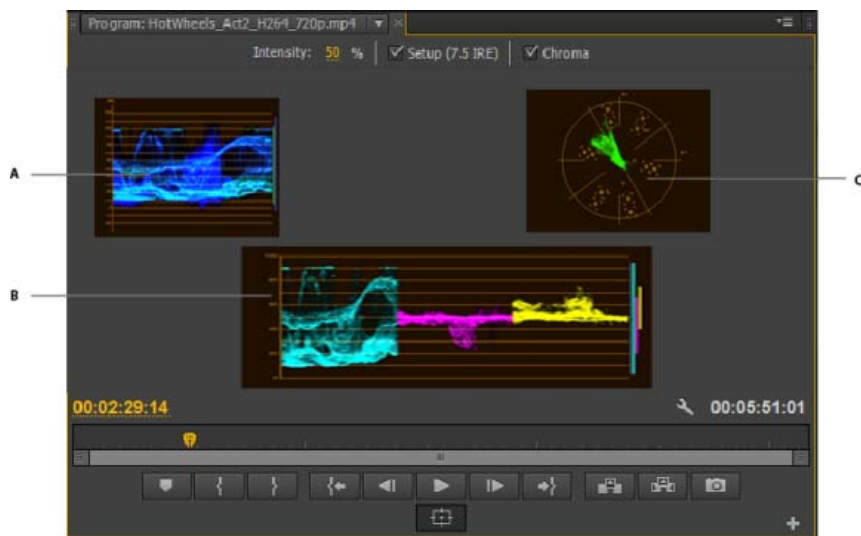 Program: HotWheels_Act2_H264_720p.mp4
Intensity: 50 % Setup (7.5 IRE) Chroma
A
C
B
00:02:29:14
00:05:51:01